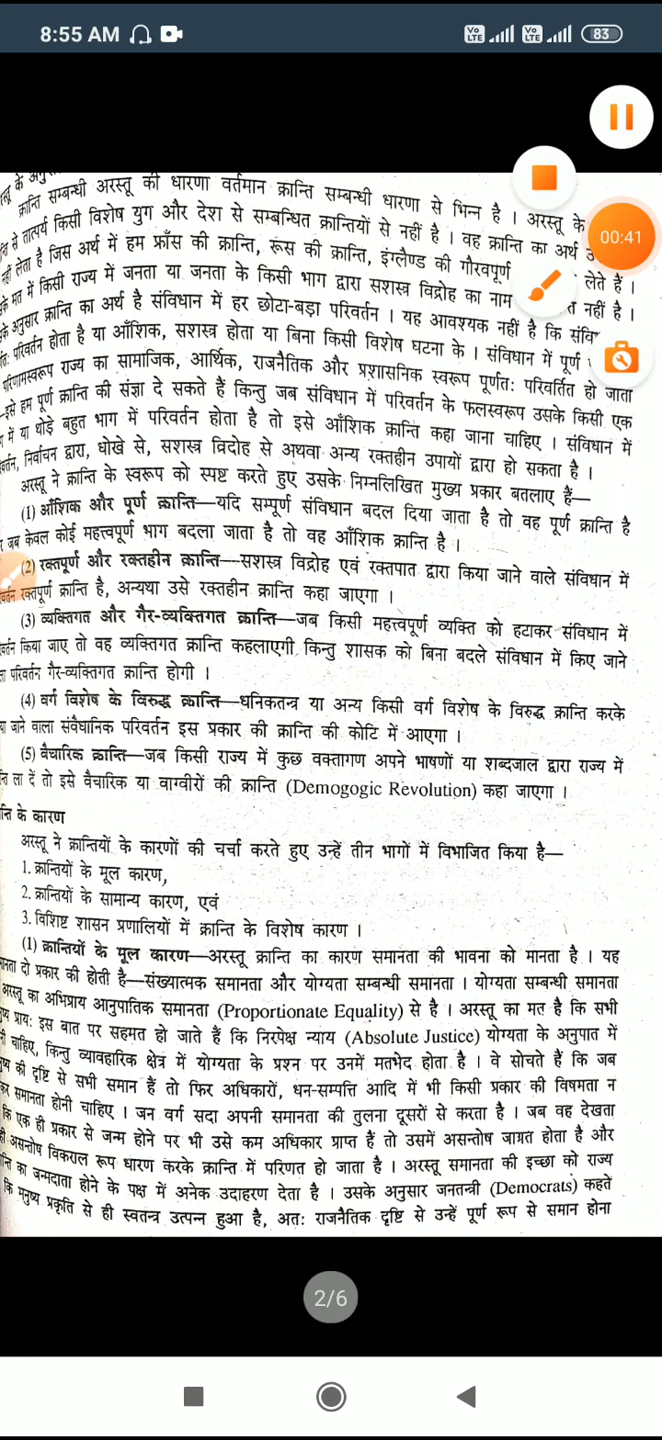 8:55 AM
83
00:41
क्रान्ति सम्बन्धी अरस्तू की धारणा वर्तमान क्रान्ति सम्बन्धी धारणा से भिन्न है । अरस्तू के
से तात्पर्य किसी विशेष युग और देश से सम्बन्धित क्रान्तियों से नहीं है । वह क्रान्ति का अर्थ
नहीं लेता है जिस अर्थ में हम फ्राँस की क्रान्ति, रूस की क्रान्ति, इंग्लैण्ड की गौरवपूर्ण लेते हैं ।
मत में किसी राज्य में जनता या जनता के किसी भाग द्वारा सशस्त्र विद्रोह का नाम नहीं है ।
अनुसार क्रान्ति का अर्थ है संविधान में हर छोटा-बड़ा परिवर्तन । यह आवश्यक नहीं है कि
परिवर्तन होता है या आँशिक, सशस्त्र होता या बिना किसी विशेष घटना के । संविधान में पूर्ण
परिणामस्वरूप राज्य का सामाजिक, आर्थिक, राजनैतिक और प्रशासनिक स्वरूप पूर्णत: परिवर्तित हो जाता
इसे हम पूर्ण क्रान्ति की संज्ञा दे सकते हैं किन्तु जब संविधान में परिवर्तन के फलस्वरूप उसके किसी एक
में या थोड़े बहुत भाग में परिवर्तन होता है तो इसे आँशिक क्रान्ति कहा जाना चाहिए । संविधान में
निर्वाचन द्वारा, धोखे से, सशस्त्र विद्रोह से अथवा अन्य रक्तहीन उपायों द्वारा हो सकता है ।
अरस्तू ने क्रान्ति के स्वरूप को स्पष्ट करते हुए उसके निम्नलिखित मुख्य प्रकार बतलाए हैं—
(1) आँशिक और पूर्ण क्रान्ति—यदि सम्पूर्ण संविधान बदल दिया जाता है तो वह पूर्ण क्रान्ति है
जब केवल कोई महत्त्वपूर्ण भाग बदला जाता है तो वह आँशिक क्रान्ति है ।
(2) रक्तपूर्ण और रक्तहीन क्रान्ति—सशस्त्र विद्रोह एवं रक्तपात द्वारा किया जाने वाले संविधान में
रक्तपूर्ण क्रान्ति है, अन्यथा उसे रक्तहीन क्रान्ति कहा जाएगा ।
(3) व्यक्तिगत और गैर-व्यक्तिगत क्रान्ति—जब किसी महत्त्वपूर्ण व्यक्ति को हटाकर संविधान में
किया जाए तो वह व्यक्तिगत क्रान्ति कहलाएगी किन्तु शासक को बिना बदले संविधान में किए जाने
परिवर्तन गैर-व्यक्तिगत क्रान्ति होगी ।
(4) वर्ग विशेष के विरुद्ध क्रान्ति—धनिकतन्त्र या अन्य किसी वर्ग विशेष के विरुद्ध क्रान्ति करके
जाने वाला संवैधानिक परिवर्तन इस प्रकार की क्रान्ति की कोटि में आएगा ।
(5) वैचारिक क्रान्ति—जब किसी राज्य में कुछ वक्तागण अपने भाषणों या शब्दजाल द्वारा राज्य में
ला दें तो इसे वैचारिक या वाग्वीरों की क्रान्ति (Demogogic Revolution) कहा जाएगा ।
के कारण
अरस्तू ने क्रान्तियों के कारणों की चर्चा करते हुए उन्हें तीन भागों में विभाजित किया है—
1. क्रान्तियों के मूल कारण,
2. क्रान्तियों के सामान्य कारण, एवं
3. विशिष्ट शासन प्रणालियों में क्रान्ति के विशेष कारण ।
(1) क्रान्तियों के मूल कारण—अरस्तू क्रान्ति का कारण समानता की भावना को मानता है । यह
दो प्रकार की होती है—संख्यात्मक समानता और योग्यता सम्बन्धी समानता । योग्यता सम्बन्धी समानता
अरस्तू का अभिप्राय आनुपातिक समानता (Proportionate Equality) से है । अरस्तू का मत है कि सभी
प्राय: इस बात पर सहमत हो जाते हैं कि निरपेक्ष न्याय (Absolute Justice) योग्यता के अनुपात में
चाहिए, किन्तु व्यावहारिक क्षेत्र में योग्यता के प्रश्न पर उनमें मतभेद होता है । वे सोचते हैं कि जब
की दृष्टि से सभी समान हैं तो फिर अधिकारों, धन-सम्पत्ति आदि में भी किसी प्रकार की विषमता न
समानता होनी चाहिए । जन वर्ग सदा अपनी समानता की तुलना दूसरों से करता है । जब वह देखता
कि एक ही प्रकार से जन्म होने पर भी उसे कम अधिकार प्राप्त हैं तो उसमें असन्तोष जाग्रत होता है और
असन्तोष विकराल रूप धारण करके क्रान्ति में परिणत हो जाता है । अरस्तू समानता की इच्छा को राज्य
का जन्मदाता होने के पक्ष में अनेक उदाहरण देता है । उसके अनुसार जनतन्त्री (Democrats) कहते
कि मनुष्य प्रकृति से ही स्वतन्त्र उत्पन्न हुआ है, अत: राजनैतिक दृष्टि से उन्हें पूर्ण रूप से समान होना
2/6